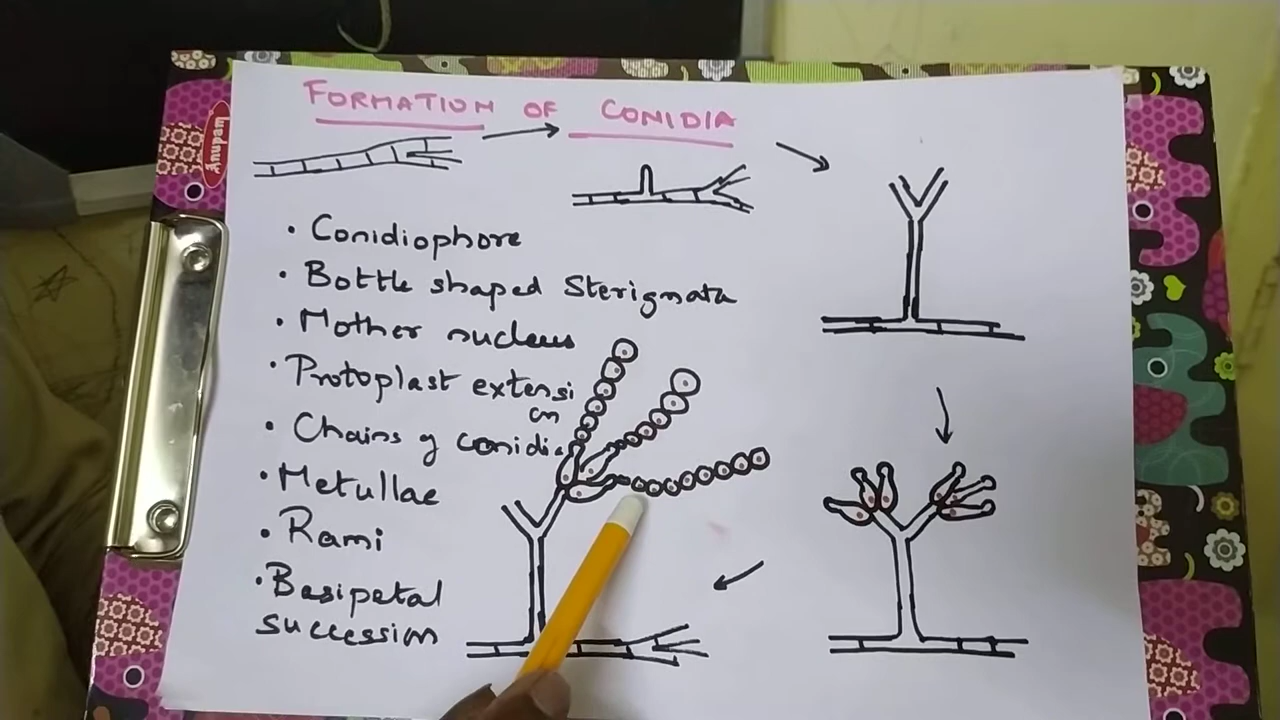 FORMATION OF CONIDIA
Anupam
• Conidiophore
• Bottle shaped Sterigmata
• Mother nucleus
• Protoplast extensi
on
• Chains of conidia
• Metullae
• Rami
• Basipetal
succession